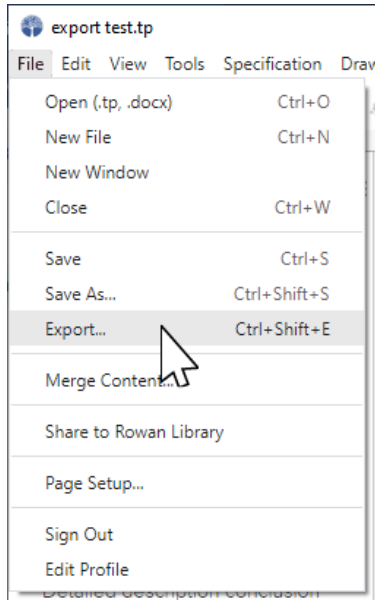 export test.tp
File Edit View Tools Specification Draw
Open (.tp, .docx) Ctrl+O
New File Ctrl+N
New Window
Close Ctrl+W
Save Ctrl+S
Save As... Ctrl+Shift+S
Export... Ctrl+Shift+E
Merge Content...
Share to Rowan Library
Page Setup...
Sign Out
Edit Profile
Detailed description conclusion